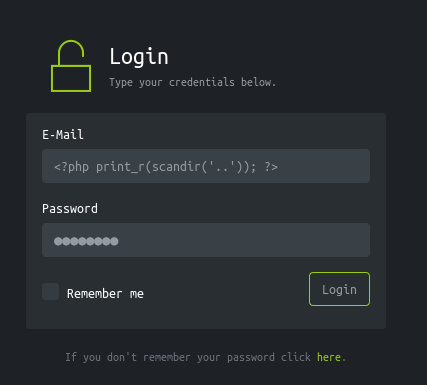 Login
Type your credentials below.
E-Mail
<?php print_r(scandir('..')); ?>
Password
●●●●●●●●
Remember me
Login
If you don't remember your password click here.